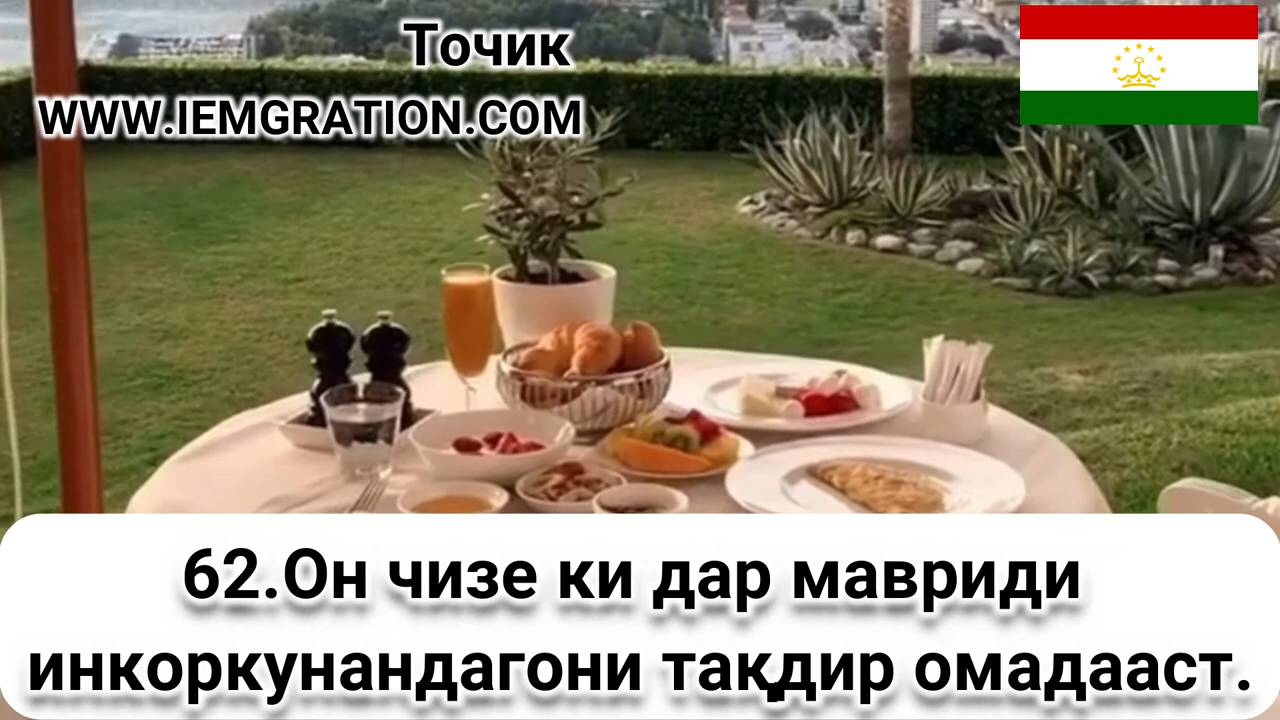 Точик
WWW.IEMGRATION.COM
62.Он чизе ки дар мавриди
инкоркунандагони тақдир омадааст.